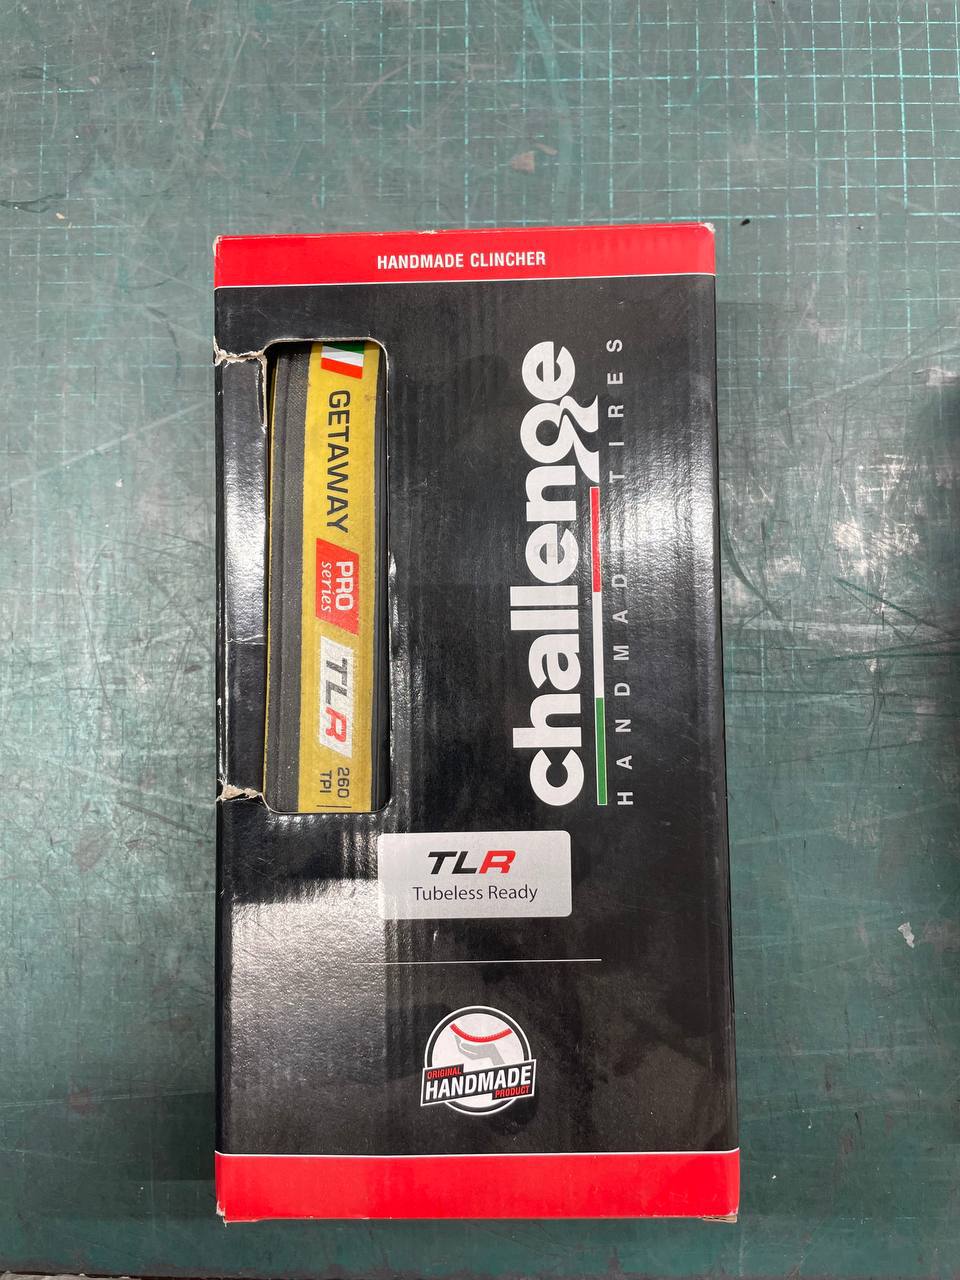 HANDMADE CLINCHER
GETAWAY
PRO
series
TLR
260
TPI
challenge
HANDMADE TIRES
TLR
Tubeless Ready
ORIGINAL
HANDMADE
PRODUCT